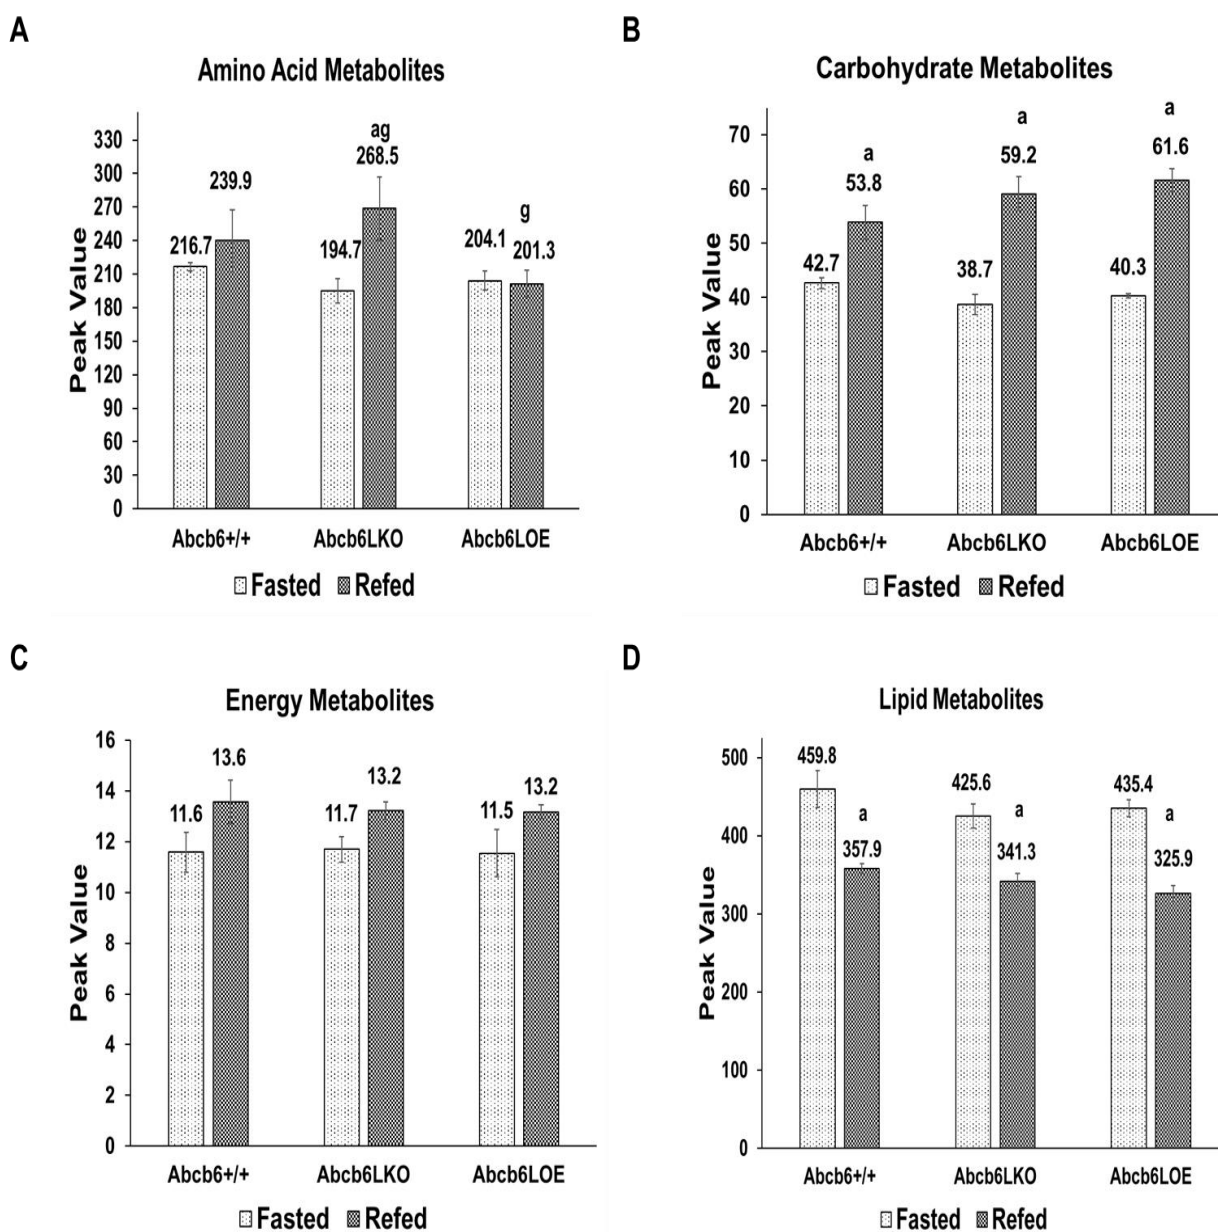 A
Amino Acid Metabolites
Peak Value
330
300
270
240
210
180
150
120
90
60
30
0
216.7
239.9
194.7
ag
268.5
204.1
g
201.3
Abcb6+/+ Abcb6LKO Abcb6LOE
Fasted Refed
B
Carbohydrate Metabolites
Peak Value
70
60
50
40
30
20
10
0
42.7
a
53.8
38.7
a
59.2
40.3
a
61.6
Abcb6+/+ Abcb6LKO Abcb6LOE
Fasted Refed
C
Energy Metabolites
Peak Value
16
14
12
10
8
6
4
2
0
11.6
13.6
11.7
13.2
11.5
13.2
Abcb6+/+ Abcb6LKO Abcb6LOE
Fasted Refed
D
Lipid Metabolites
Peak Value
500
400
300
200
100
0
459.8
a
357.9
425.6
a
341.3
435.4
a
325.9
Abcb6+/+ Abcb6LKO Abcb6LOE
Fasted Refed